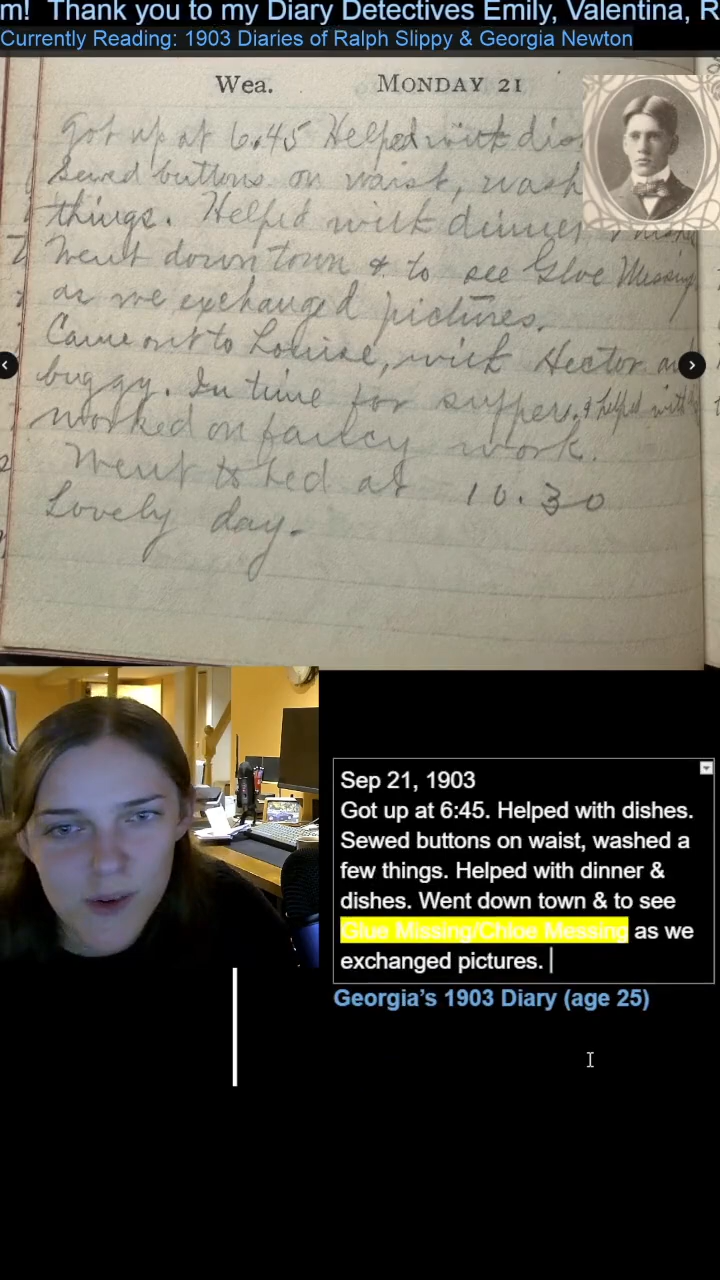 m! Thank you to my Diary Detectives Emily, Valentina, R
Currently Reading: 1903 Diaries of Ralph Slippy & Georgia Newton
Wea. MONDAY 21
Got up at 6.45 Helped with dis
Sewed buttons on waist, wash
things. Helped with dinner
Went down town & to see Missing
as we exchanged pictures.
Came out to Louise, with Hector an
buggy. In time for supper. & helped with
worked on fancy work.
Went to bed at 10.30
Lovely day.
Sep 21, 1903
Got up at 6:45. Helped with dishes.
Sewed buttons on waist, washed a
few things. Helped with dinner &
dishes. Went down town & to see
Glue Missing/Chloe Messing as we
exchanged pictures.
Georgia's 1903 Diary (age 25)